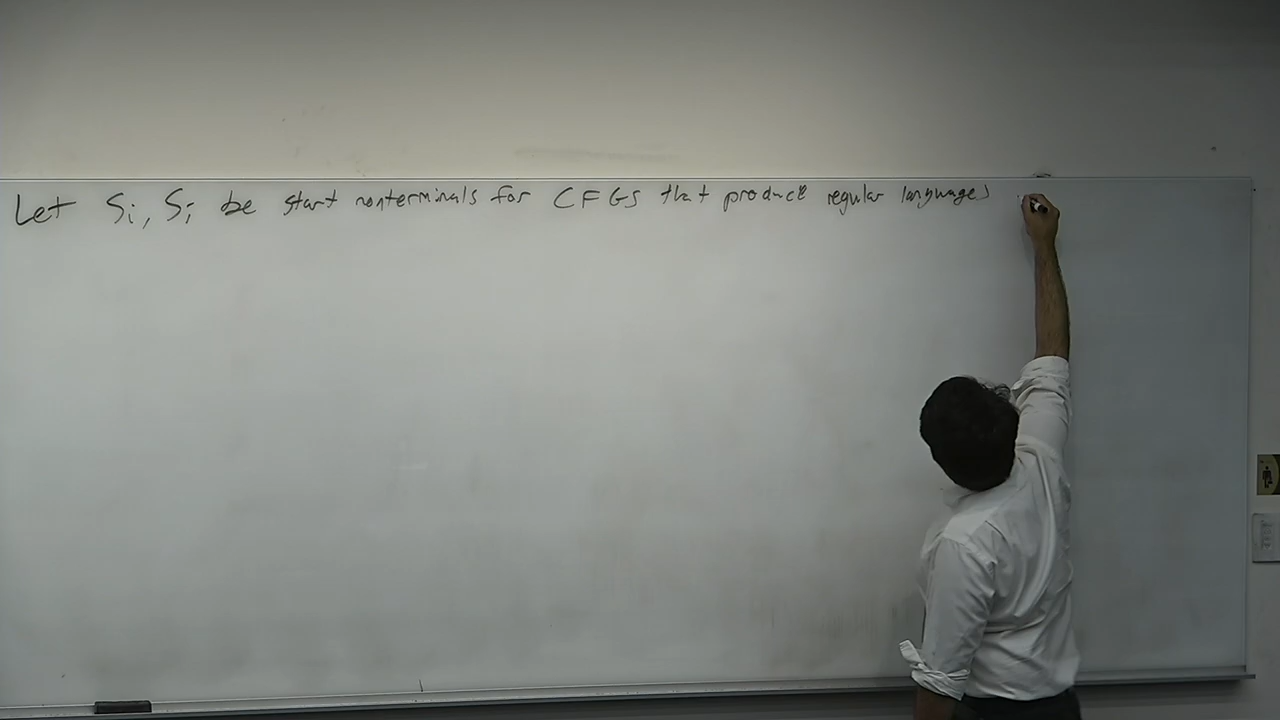 Let Si, Sj be start nonterminals for CFGs that produce regular languages